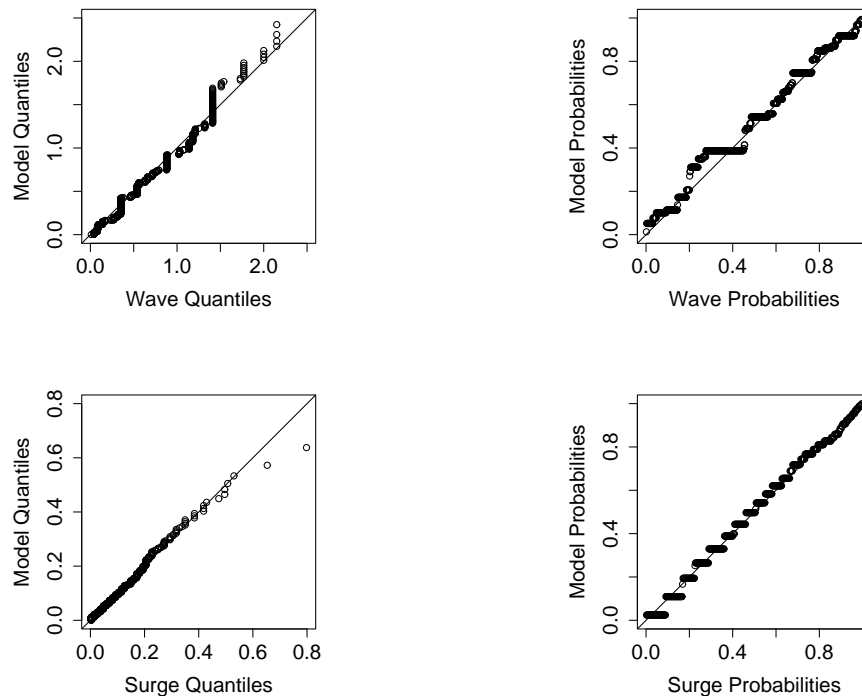 Model Quantiles
0.0 1.0 2.0
0.0 1.0 2.0
Wave Quantiles
Model Probabilities
0.0 0.4 0.8
0.0 0.4 0.8
Wave Probabilities
Model Quantiles
0.0 0.2 0.4 0.6 0.8
0.0 0.2 0.4 0.6 0.8
Surge Quantiles
Model Probabilities
0.0 0.4 0.8
0.0 0.4 0.8
Surge Probabilities